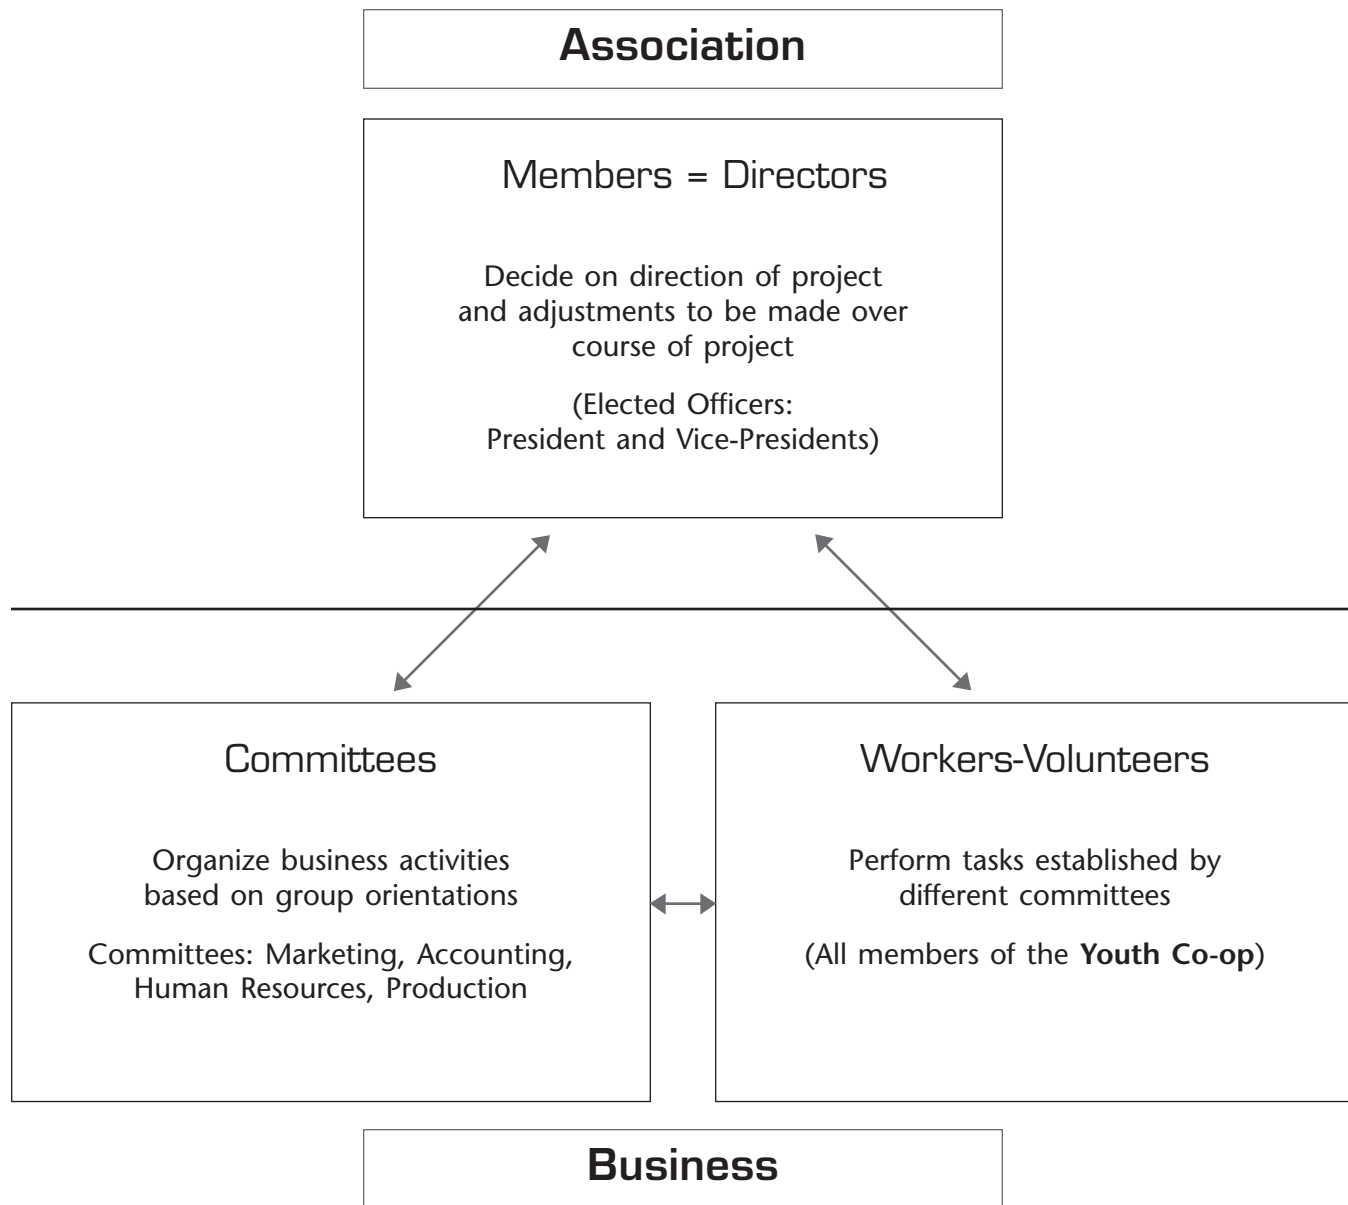 Association
Members = Directors
Decide on direction of project
and adjustments to be made over
course of project
(Elected Officers:
President and Vice-Presidents)
Committees
Organize business activities
based on group orientations
Committees: Marketing, Accounting,
Human Resources, Production
Workers-Volunteers
Perform tasks established by
different committees
(All members of the Youth Co-op)
Business